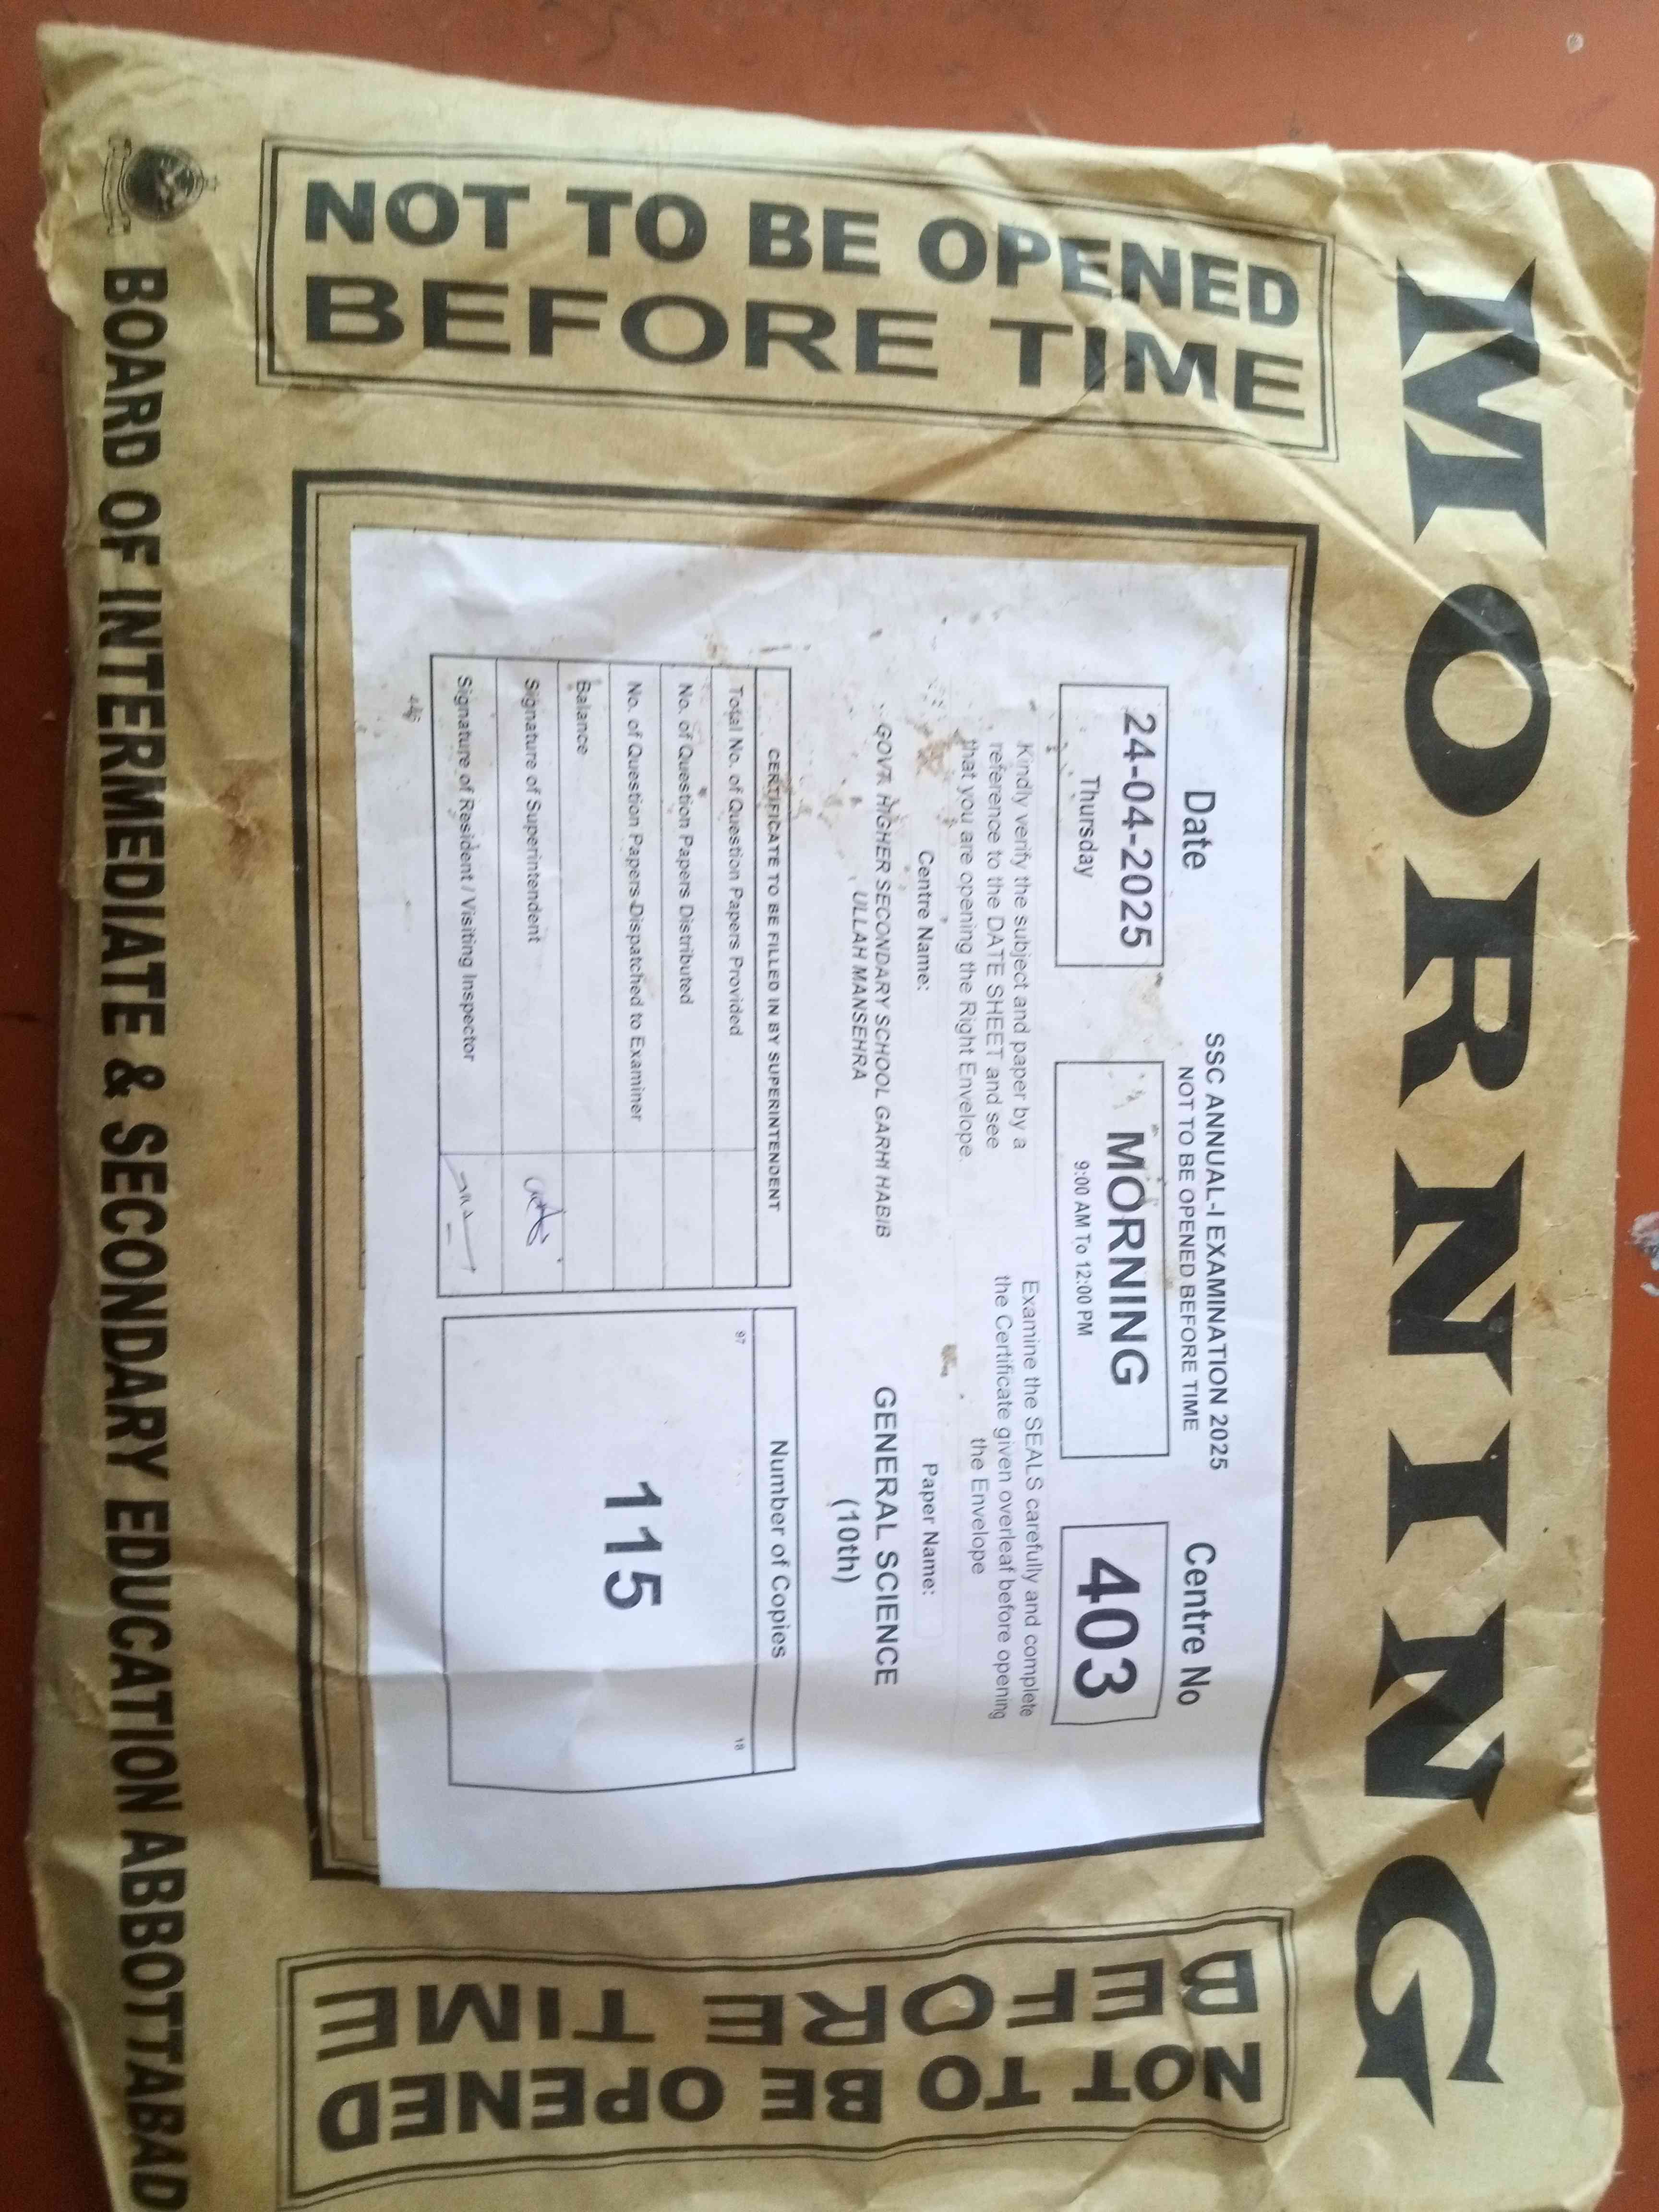 MORNING
NOT TO BE OPENED
BEFORE TIME
SSC ANNUAL-I EXAMINATION 2025
NOT TO BE OPENED BEFORE TIME
Date
24-04-2025
Thursday
MORNING
9:00 AM To 12:00 PM
Centre No
403
Kindly verify the subject and paper by a
reference to the DATE SHEET and see
that you are opening the Right Envelope.
Examine the SEALS carefully and complete
the Certificate given overleaf before opening
the Envelope
Centre Name:
GOVT. HIGHER SECONDARY SCHOOL GARHI HABIB
ULLAH MANSEHRA
Paper Name:
GENERAL SCIENCE
(10th)
CERTIFICATE TO BE FILLED IN BY SUPERINTENDENT
Total No. of Question Papers Provided
No. of Question Papers Distributed
No. of Question Papers Dispatched to Examiner
Balance
Signature of Superintendent
Signature of Resident / Visiting Inspector
Number of Copies
97
18
115
NOT TO BE OPENED
BEFORE TIME
BOARD OF INTERMEDIATE & SECONDARY EDUCATION ABBOTTABAD